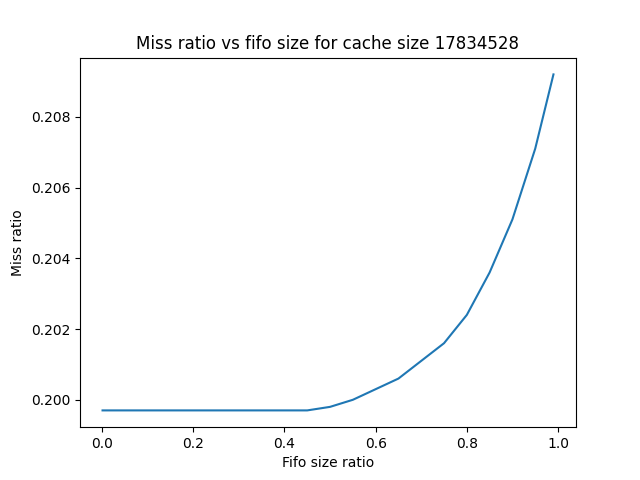 Miss ratio vs fifo size for cache size 17834528
0.208
0.206
0.204
0.202
0.200
Miss ratio
0.0 0.2 0.4 0.6 0.8 1.0
Fifo size ratio